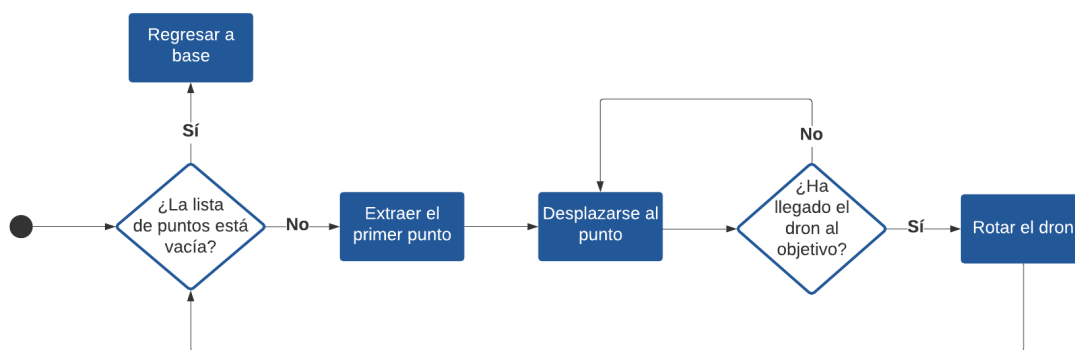 Regresar a
base
Sí
¿La lista
de puntos está
vacía?
No
Extraer el
primer punto
Desplazarse al
punto
No
¿Ha
llegado el
dron al
objetivo?
Sí
Rotar el dron